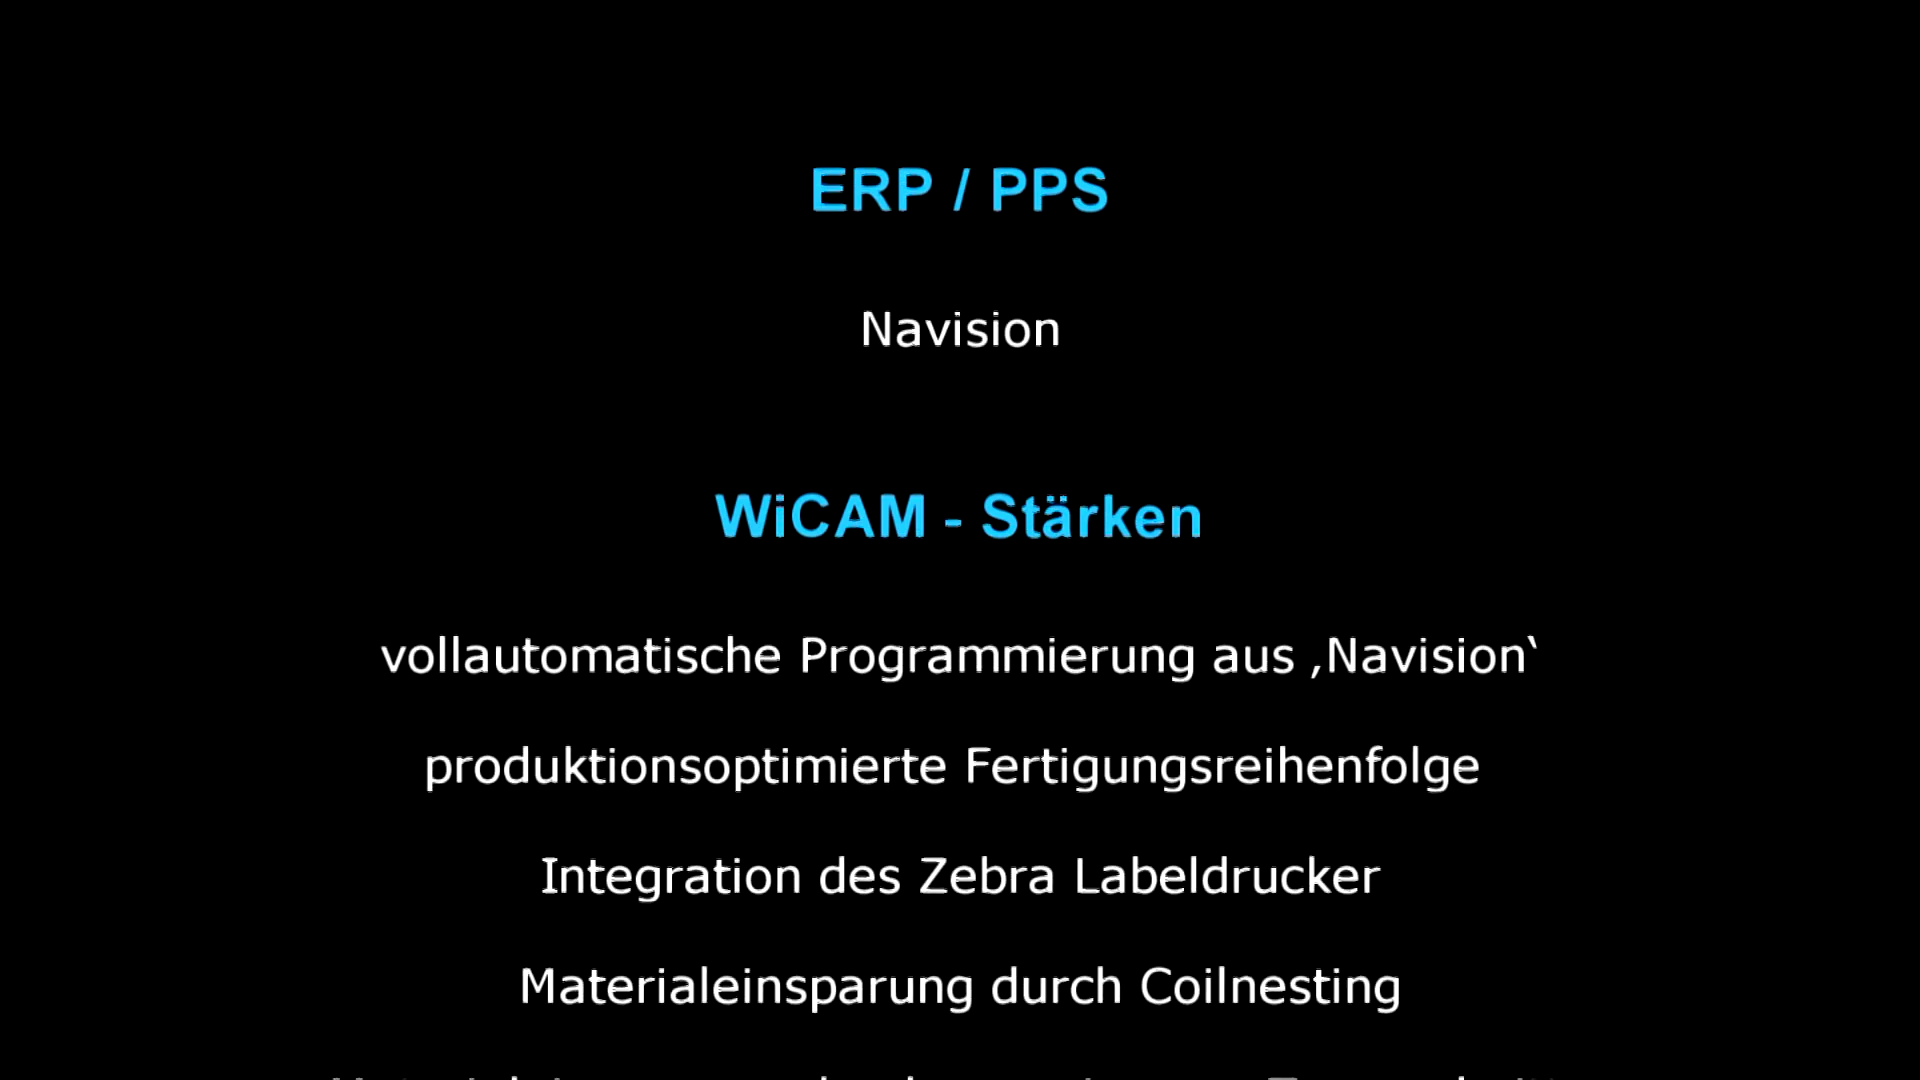 ERP / PPS
Navision
WiCAM - Stärken
vollautomatische Programmierung aus ‚Navision‘
produktionsoptimierte Fertigungsreihenfolge
Integration des Zebra Labeldrucker
Materialeinsparung durch Coilnesting